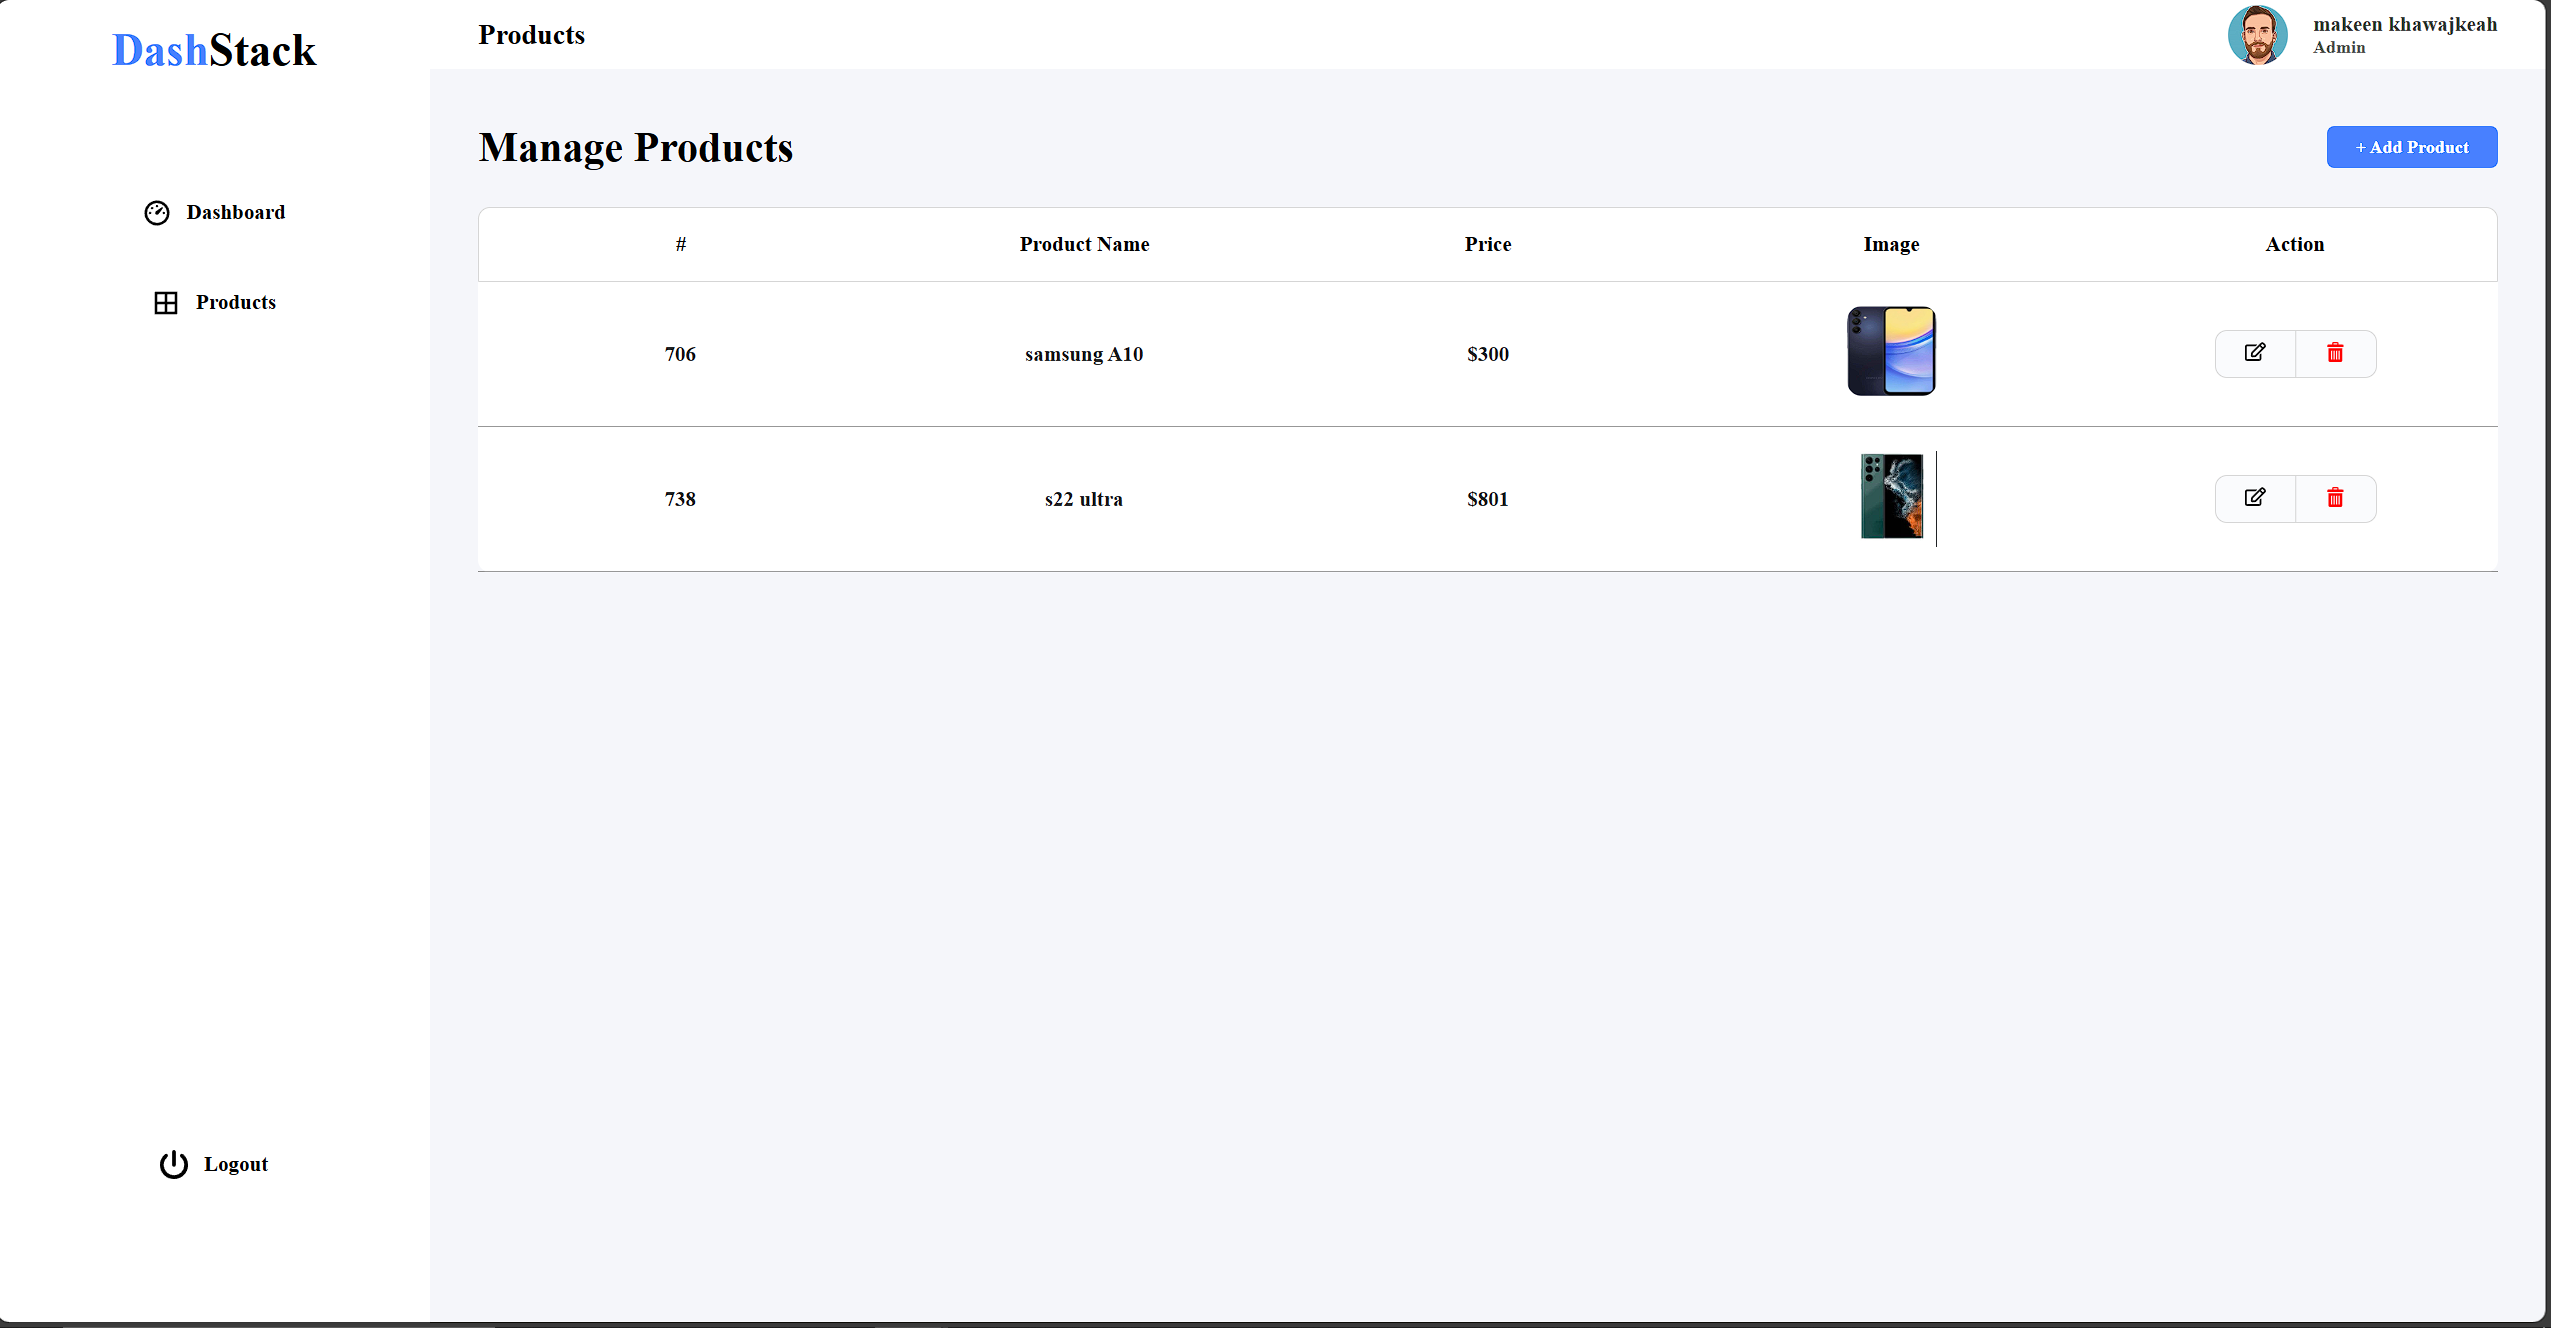 DashStack
Products
makeen khawajkeah
Admin
Dashboard
Products
Logout
Manage Products
+ Add Product
# Product Name Price Image Action
706 samsung A10 $300
738 s22 ultra $801